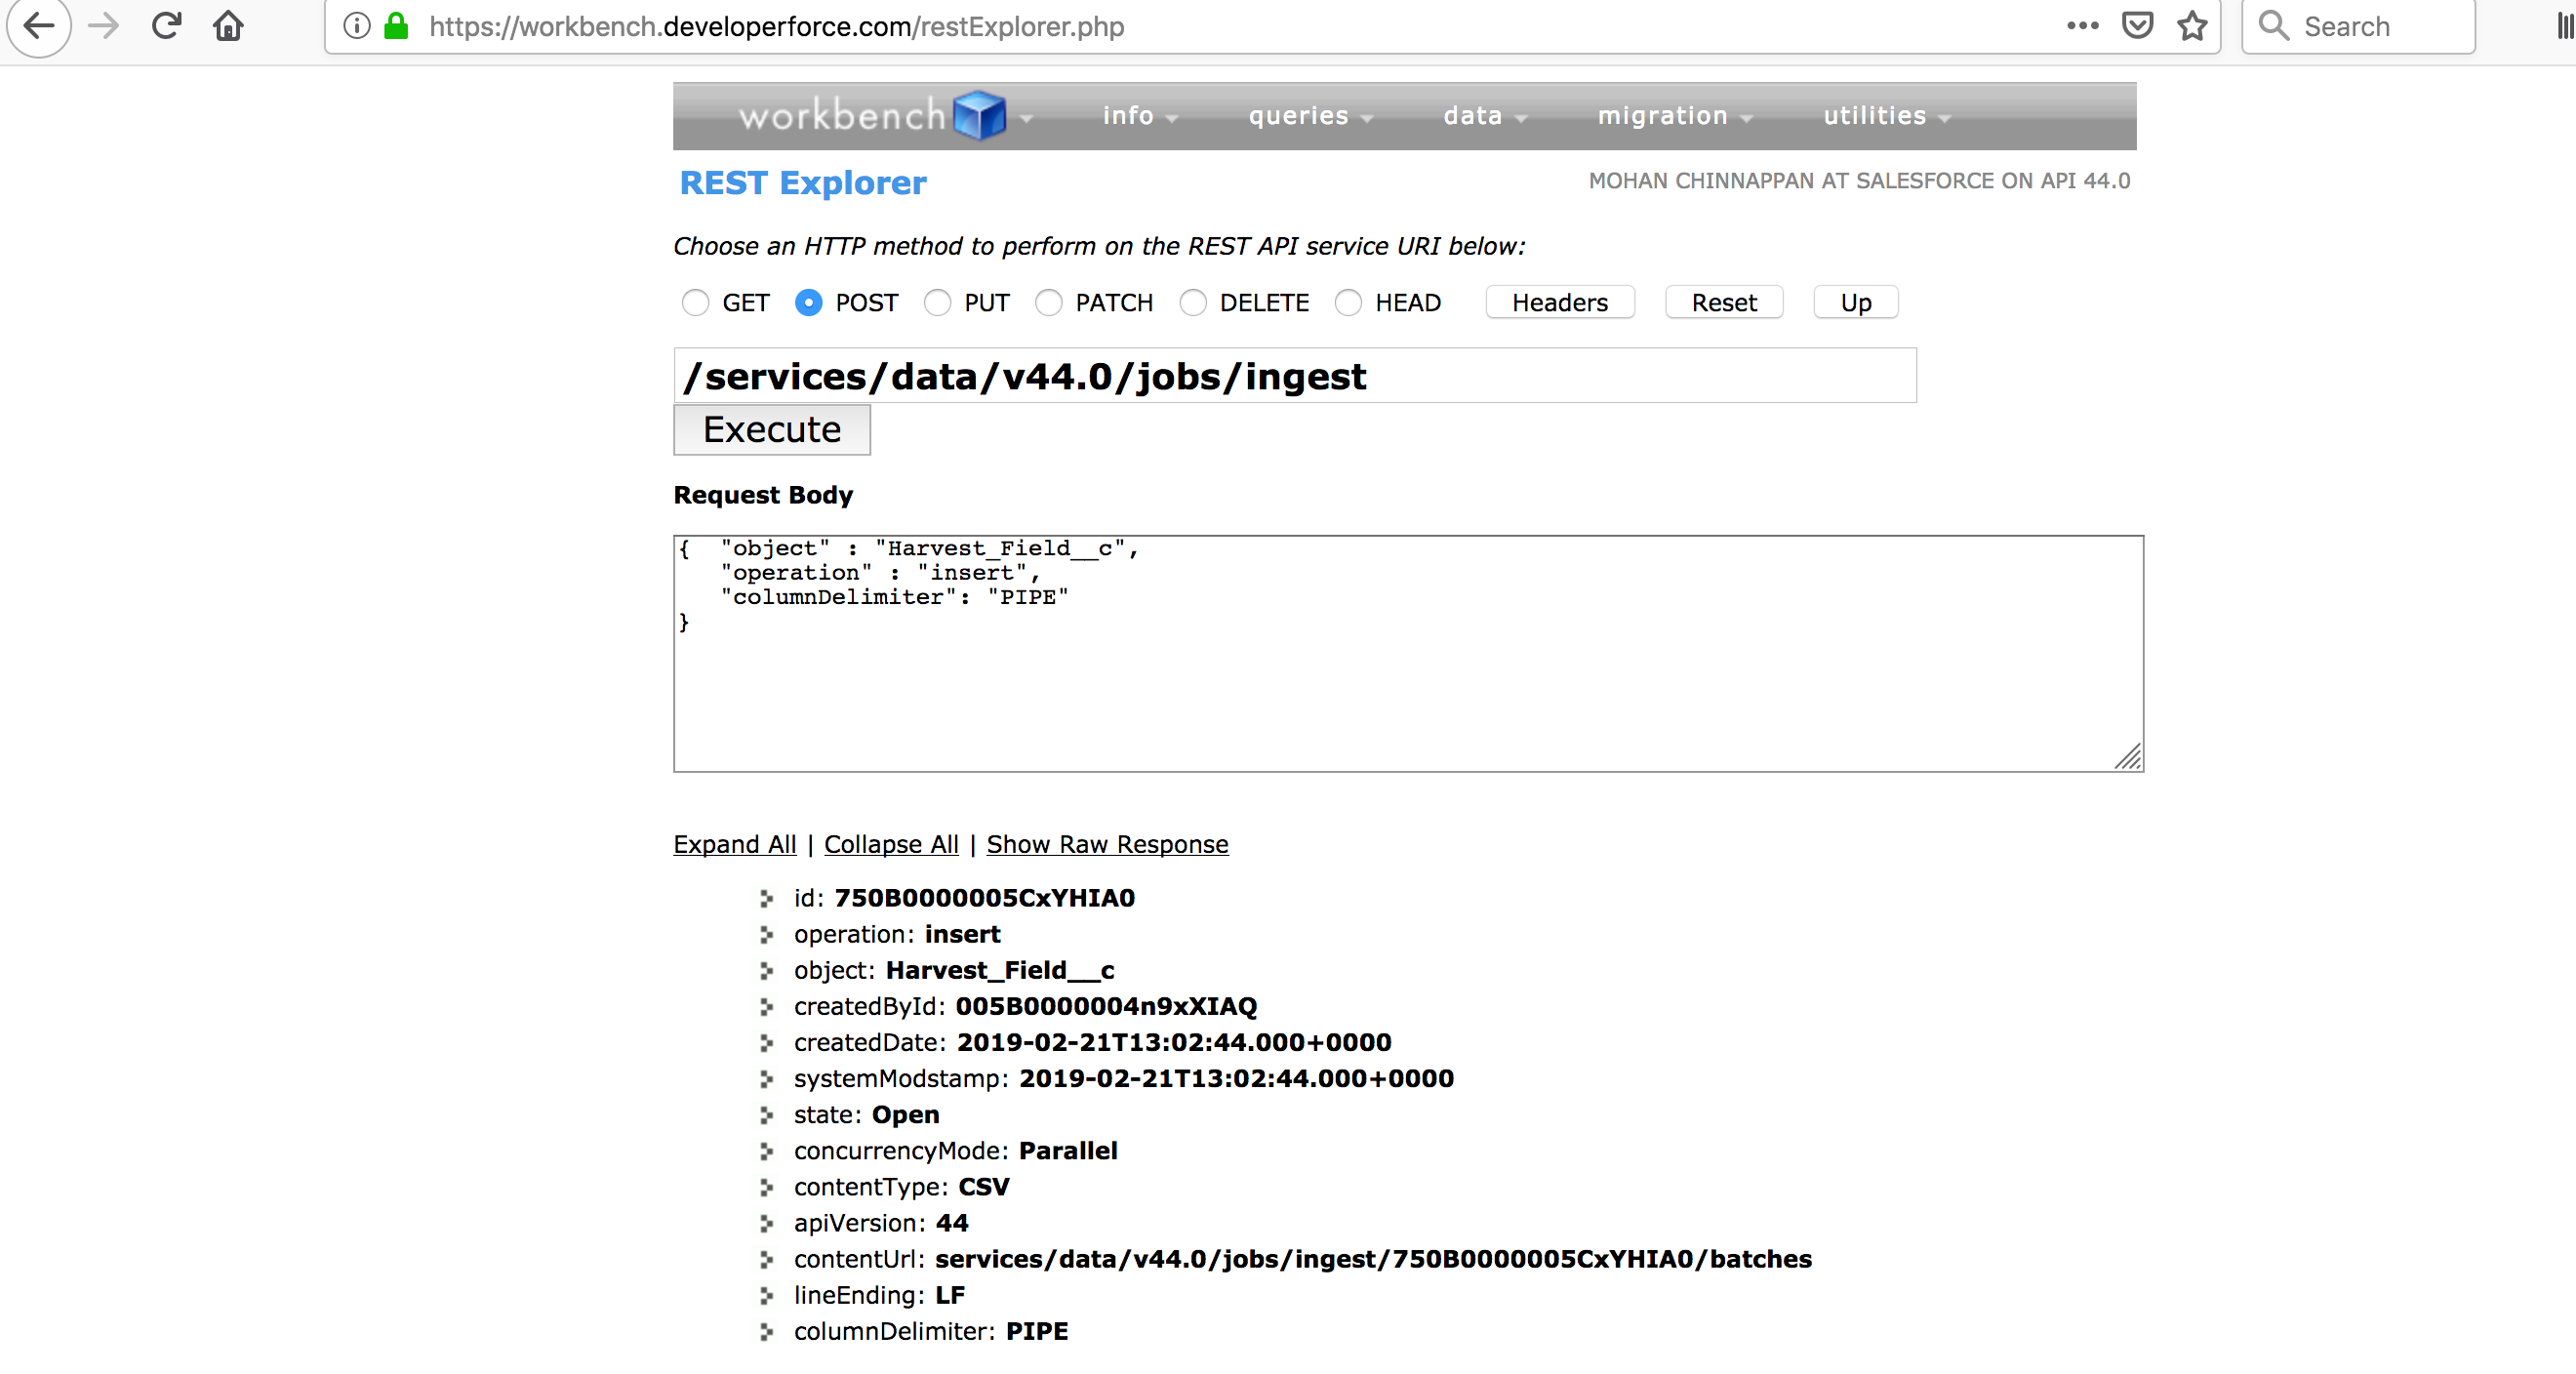 https://workbench.developerforce.com/restExplorer.php
Search
workbench info queries data migration utilities
REST Explorer
MOHAN CHINNAPPAN AT SALESFORCE ON API 44.0
Choose an HTTP method to perform on the REST API service URI below:
GET POST PUT PATCH DELETE HEAD Headers Reset Up
/services/data/v44.0/jobs/ingest
Execute
Request Body
{ "object" : "Harvest_Field__c",
"operation" : "insert",
"columnDelimiter": "PIPE"
}
Expand All | Collapse All | Show Raw Response
id: 750B0000005CxYHIA0
operation: insert
object: Harvest_Field__c
createdById: 005B0000004n9xXIAQ
createdDate: 2019-02-21T13:02:44.000+0000
systemModstamp: 2019-02-21T13:02:44.000+0000
state: Open
concurrencyMode: Parallel
contentType: CSV
apiVersion: 44
contentUrl: services/data/v44.0/jobs/ingest/750B0000005CxYHIA0/batches
lineEnding: LF
columnDelimiter: PIPE